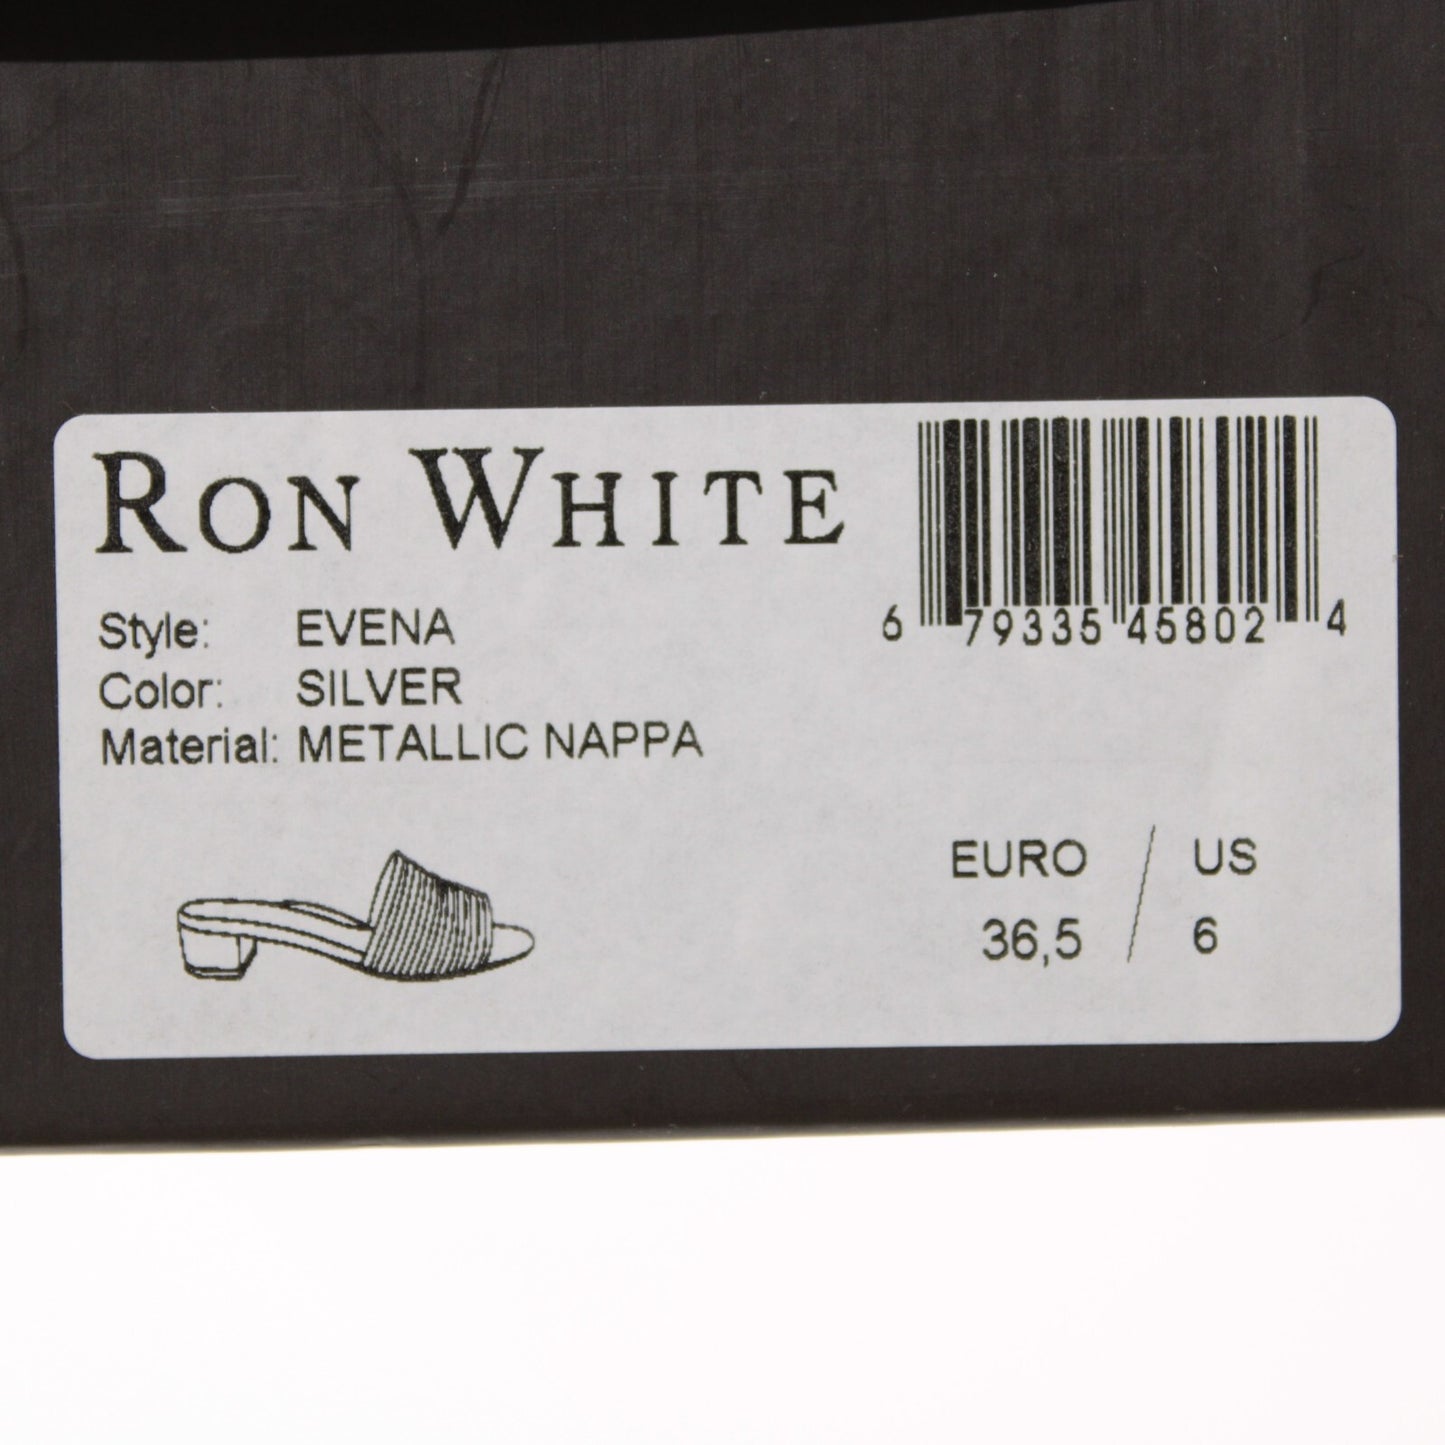 RON WHITE
6 79335 45802 4
Style: EVENA
Color: SILVER
Material: METALLIC NAPPA
EURO / US
36,5 / 6